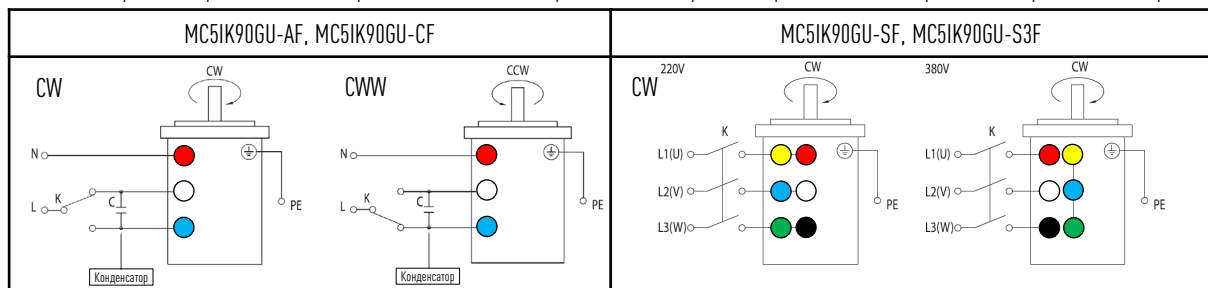 MC5IK90GU-AF, MC5IK90GU-CF
MC5IK90GU-SF, MC5IK90GU-S3F
CW
CW
N
L
K
C
PE
Конденсатор
CWW
CCW
N
L
K
C
PE
Конденсатор
CW
220V
CW
K
L1(U)
L2(V)
L3(W)
PE
380V
CW
K
L1(U)
L2(V)
L3(W)
PE